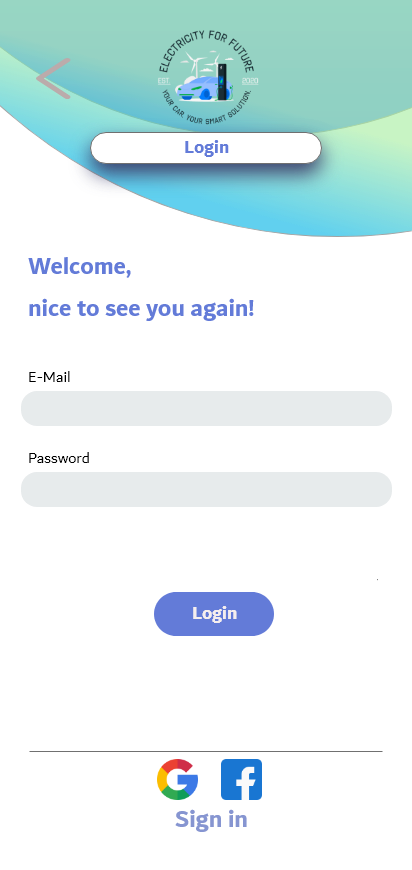 ELECTRICITY FOR FUTURE
EST. 2020
YOUR CAR. YOUR SMART SOLUTION.
Login
Welcome,
nice to see you again!
E-Mail
Password
Login
Sign in